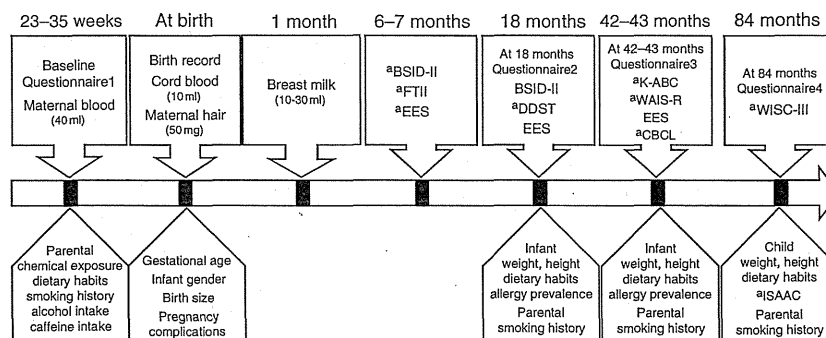 23–35 weeks
Baseline
Questionnaire1
Maternal blood
(40 ml)
At birth
Birth record
Cord blood
(10 ml)
Maternal hair
(50 mg)
1 month
Breast milk
(10-30 ml)
6–7 months
aBSID-II
aFTII
aEES
18 months
At 18 months
Questionnaire2
BSID-II
aDDST
EES
42–43 months
At 42–43 months
Questionnaire3
aK-ABC
aWAIS-R
EES
aCBCL
84 months
At 84 months
Questionnaire4
aWISC-III
Parental
chemical exposure
dietary habits
smoking history
alcohol intake
caffeine intake
Gestational age
Infant gender
Birth size
Pregnancy
complications
Infant
weight, height
dietary habits
allergy prevalence
Parental
smoking history
Infant
weight, height
dietary habits
allergy prevalence
Parental
smoking history
Child
weight, height
dietary habits
aISAAC
Parental
smoking history